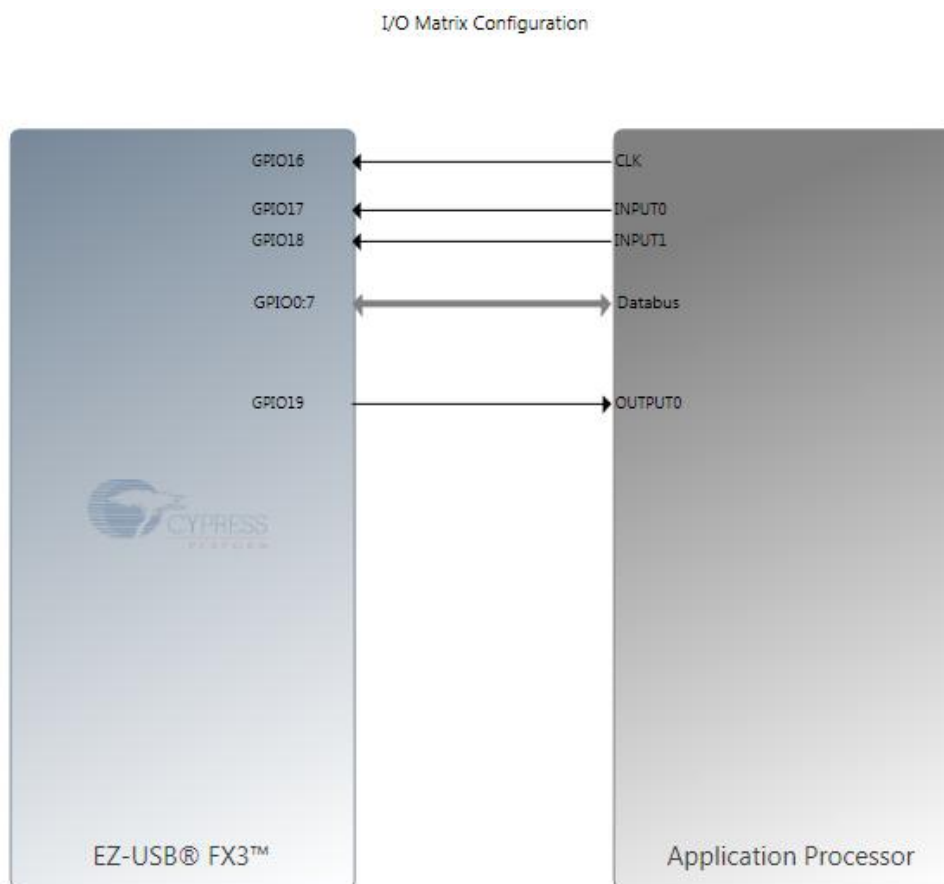 I/O Matrix Configuration
GPIO16 CLK
GPIO17 INPUT0
GPIO18 INPUT1
GPIO0:7 Databus
GPIO19 OUTPUT0
CYPRESS
PLATFORM
EZ-USB® FX3™ Application Processor